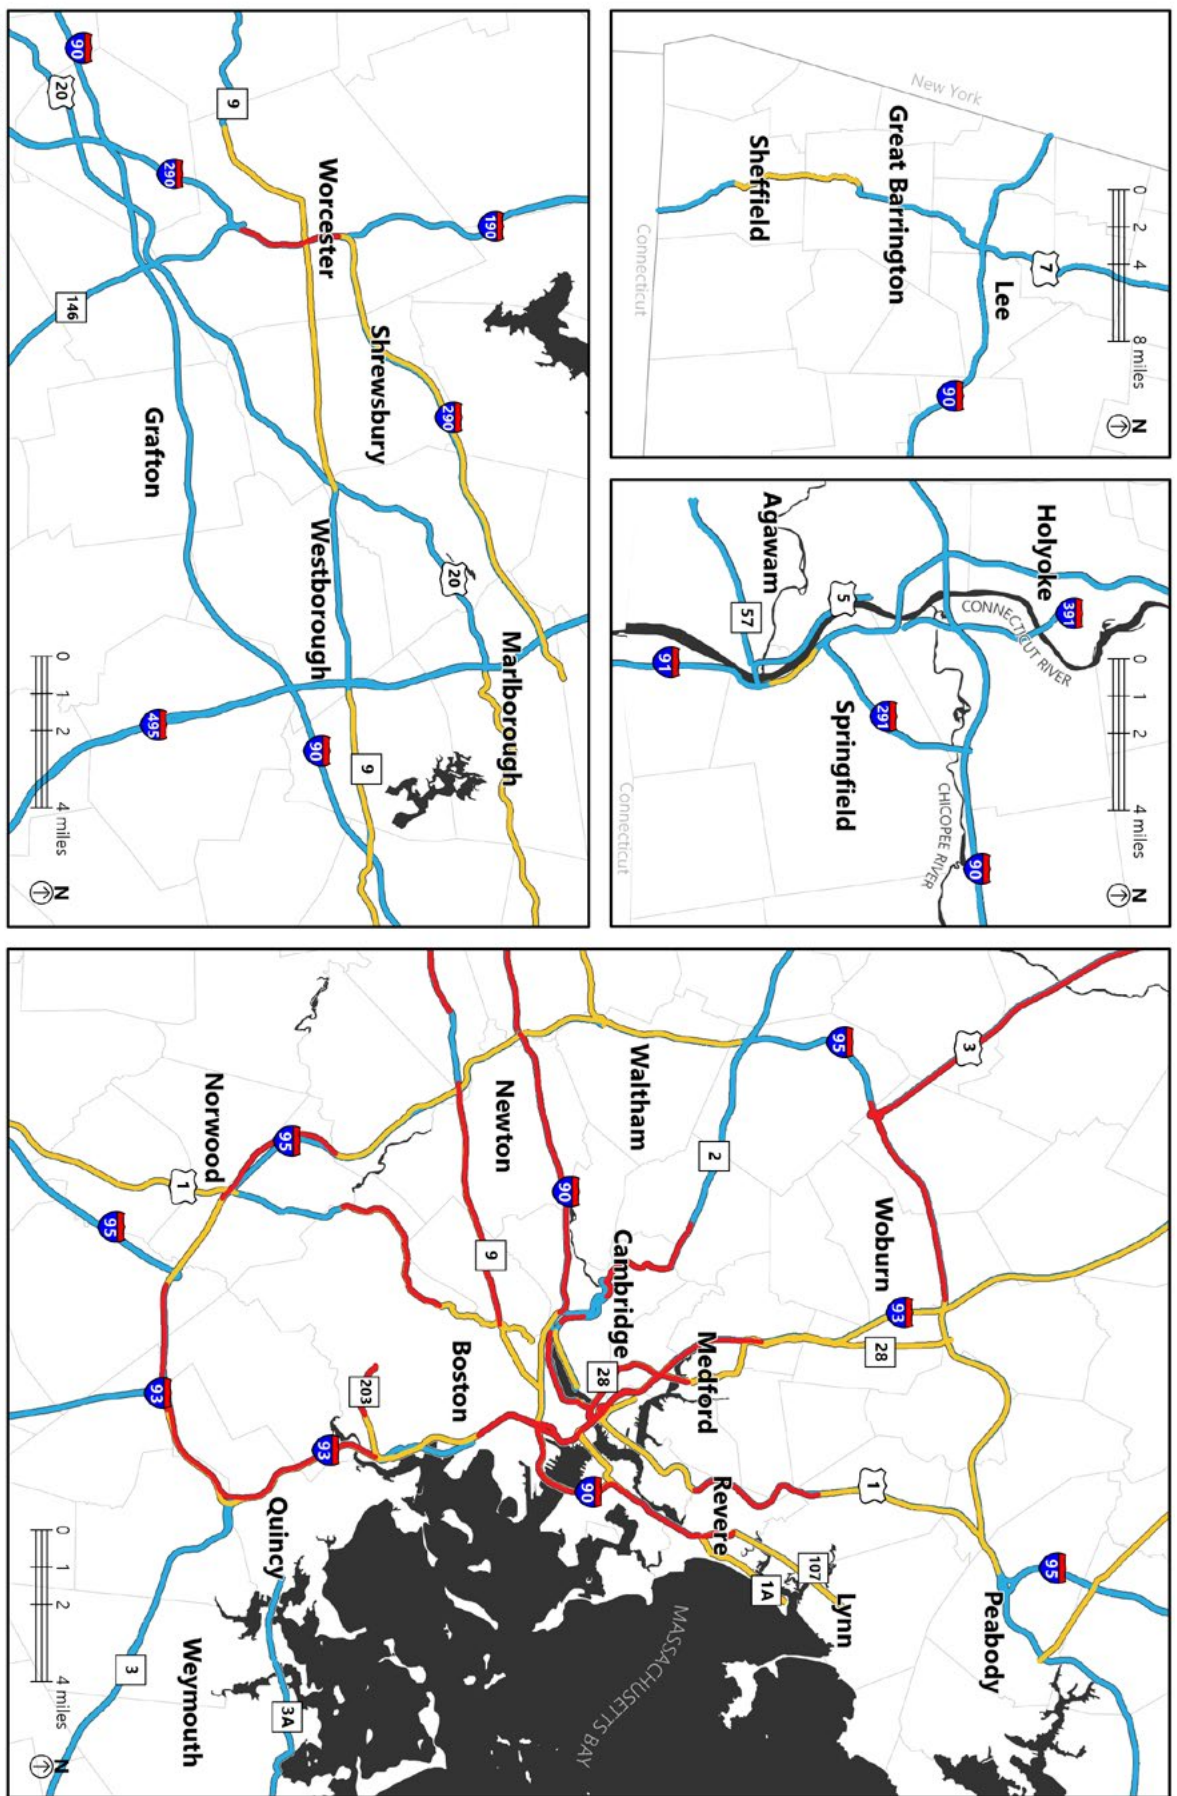 0 2 4 8 miles
N
7
Lee
New York
90
Great Barrington
Sheffield
Connecticut
0 1 2 4 miles
N
391
Holyoke
CONNECTICUT RIVER
90
CHICOPEE RIVER
291
5
Springfield
Agawam
57
91
Connecticut
Marlborough
190
20
290
Shrewsbury
9
Worcester
Westborough
90
290
495
Grafton
146
90
20
0 1 2 4 miles
N
95
Peabody
3
93
Woburn
28
1
Lynn
95
107
1A
Revere
2
Medford
MASSACHUSETTS BAY
Waltham
Cambridge
28
90
90
Newton
9
Boston
203
93
95
3A
Quincy
Norwood
1
Weymouth
93
3
95
0 1 2 4 miles
N
9